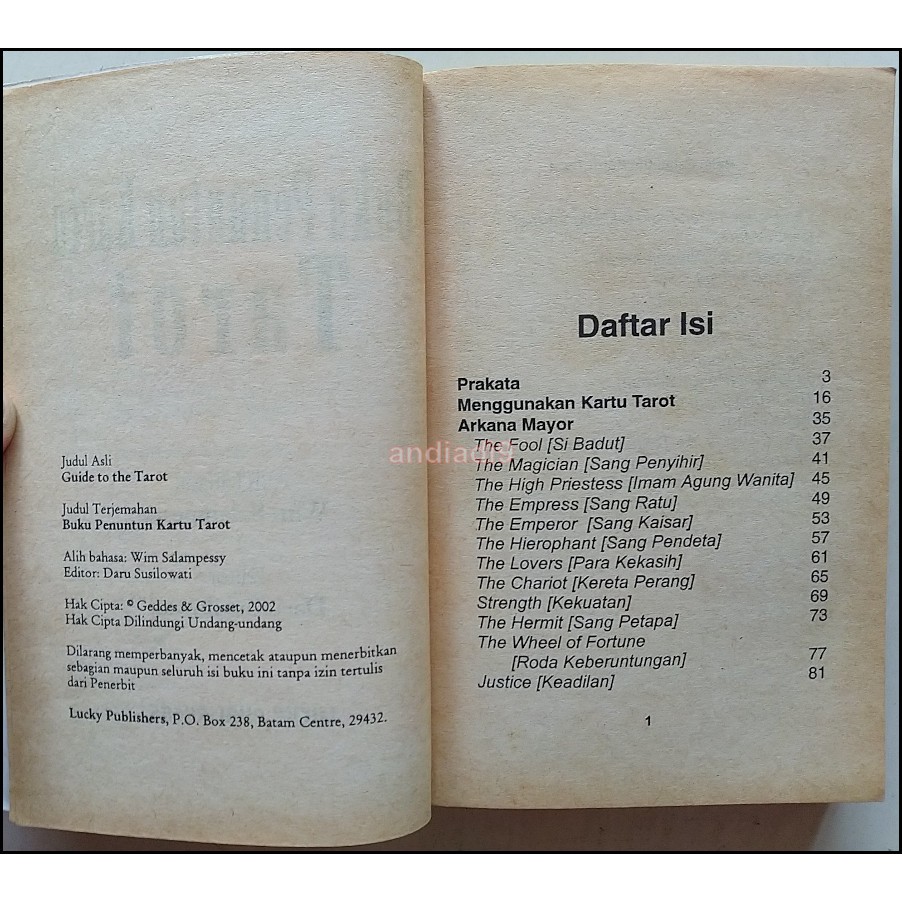 Judul Asli
Guide to the Tarot
Judul Terjemahan
Buku Penuntun Kartu Tarot
Alih bahasa: Wim Salampessy
Editor: Daru Susilowati
Hak Cipta: © Geddes & Grosset, 2002
Hak Cipta Dilindungi Undang-undang
Dilarang memperbanyak, mencetak ataupun menerbitkan
sebagian maupun seluruh isi buku ini tanpa izin tertulis
dari Penerbit
Lucky Publishers, P.O. Box 238, Batam Centre, 29432.
Daftar Isi
Prakata 3
Menggunakan Kartu Tarot 16
Arkana Mayor 35
The Fool [Si Badut] 37
The Magician [Sang Penyihir] 41
The High Priestess [Imam Agung Wanita] 45
The Empress [Sang Ratu] 49
The Emperor [Sang Kaisar] 53
The Hierophant [Sang Pendeta] 57
The Lovers [Para Kekasih] 61
The Chariot [Kereta Perang] 65
Strength [Kekuatan] 69
The Hermit [Sang Petapa] 73
The Wheel of Fortune
[Roda Keberuntungan] 77
Justice [Keadilan] 81
1